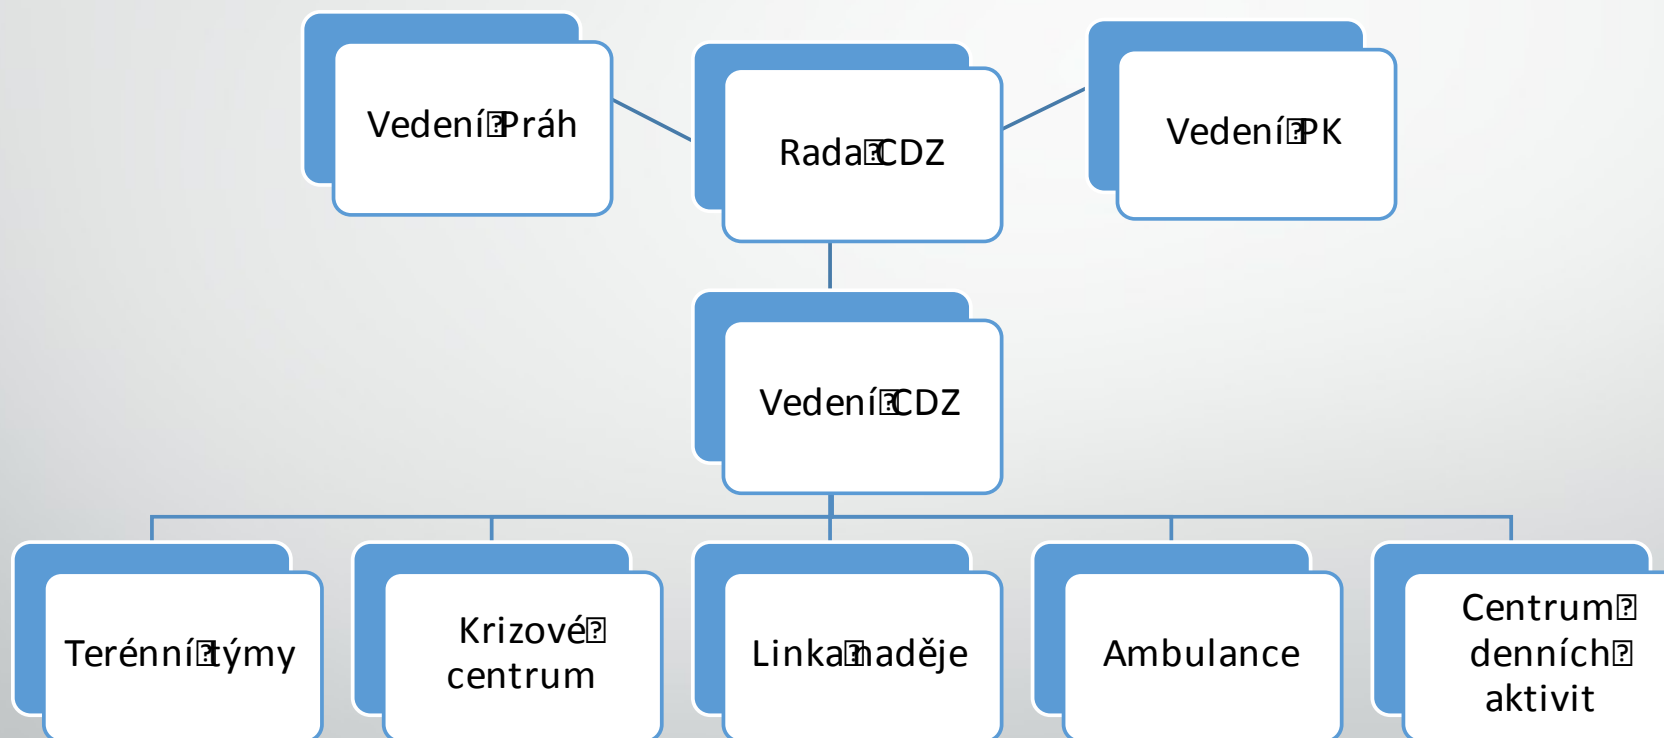 Vedení Práh
Rada CDZ
Vedení PK
Vedení CDZ
Terénní týmy
Krizové
centrum
Linka naděje
Ambulance
Centrum
denních
aktivit